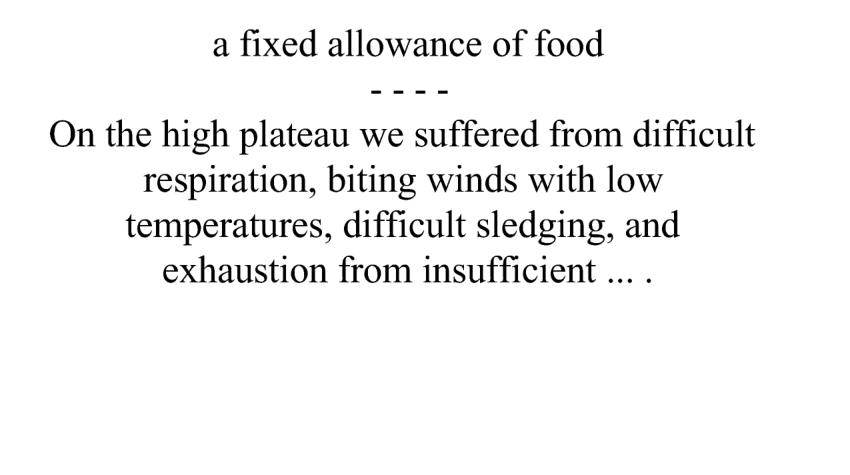 a fixed allowance of food
- - - -
On the high plateau we suffered from difficult
respiration, biting winds with low
temperatures, difficult sledging, and
exhaustion from insufficient ... .